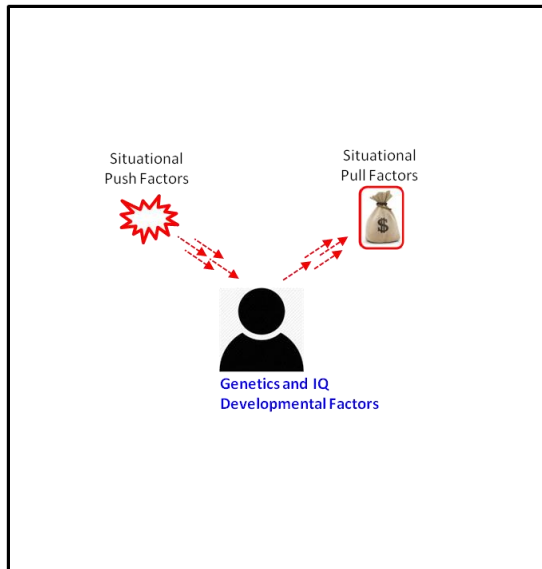 Situational
Push Factors
Situational
Pull Factors
$
Genetics and IQ
Developmental Factors